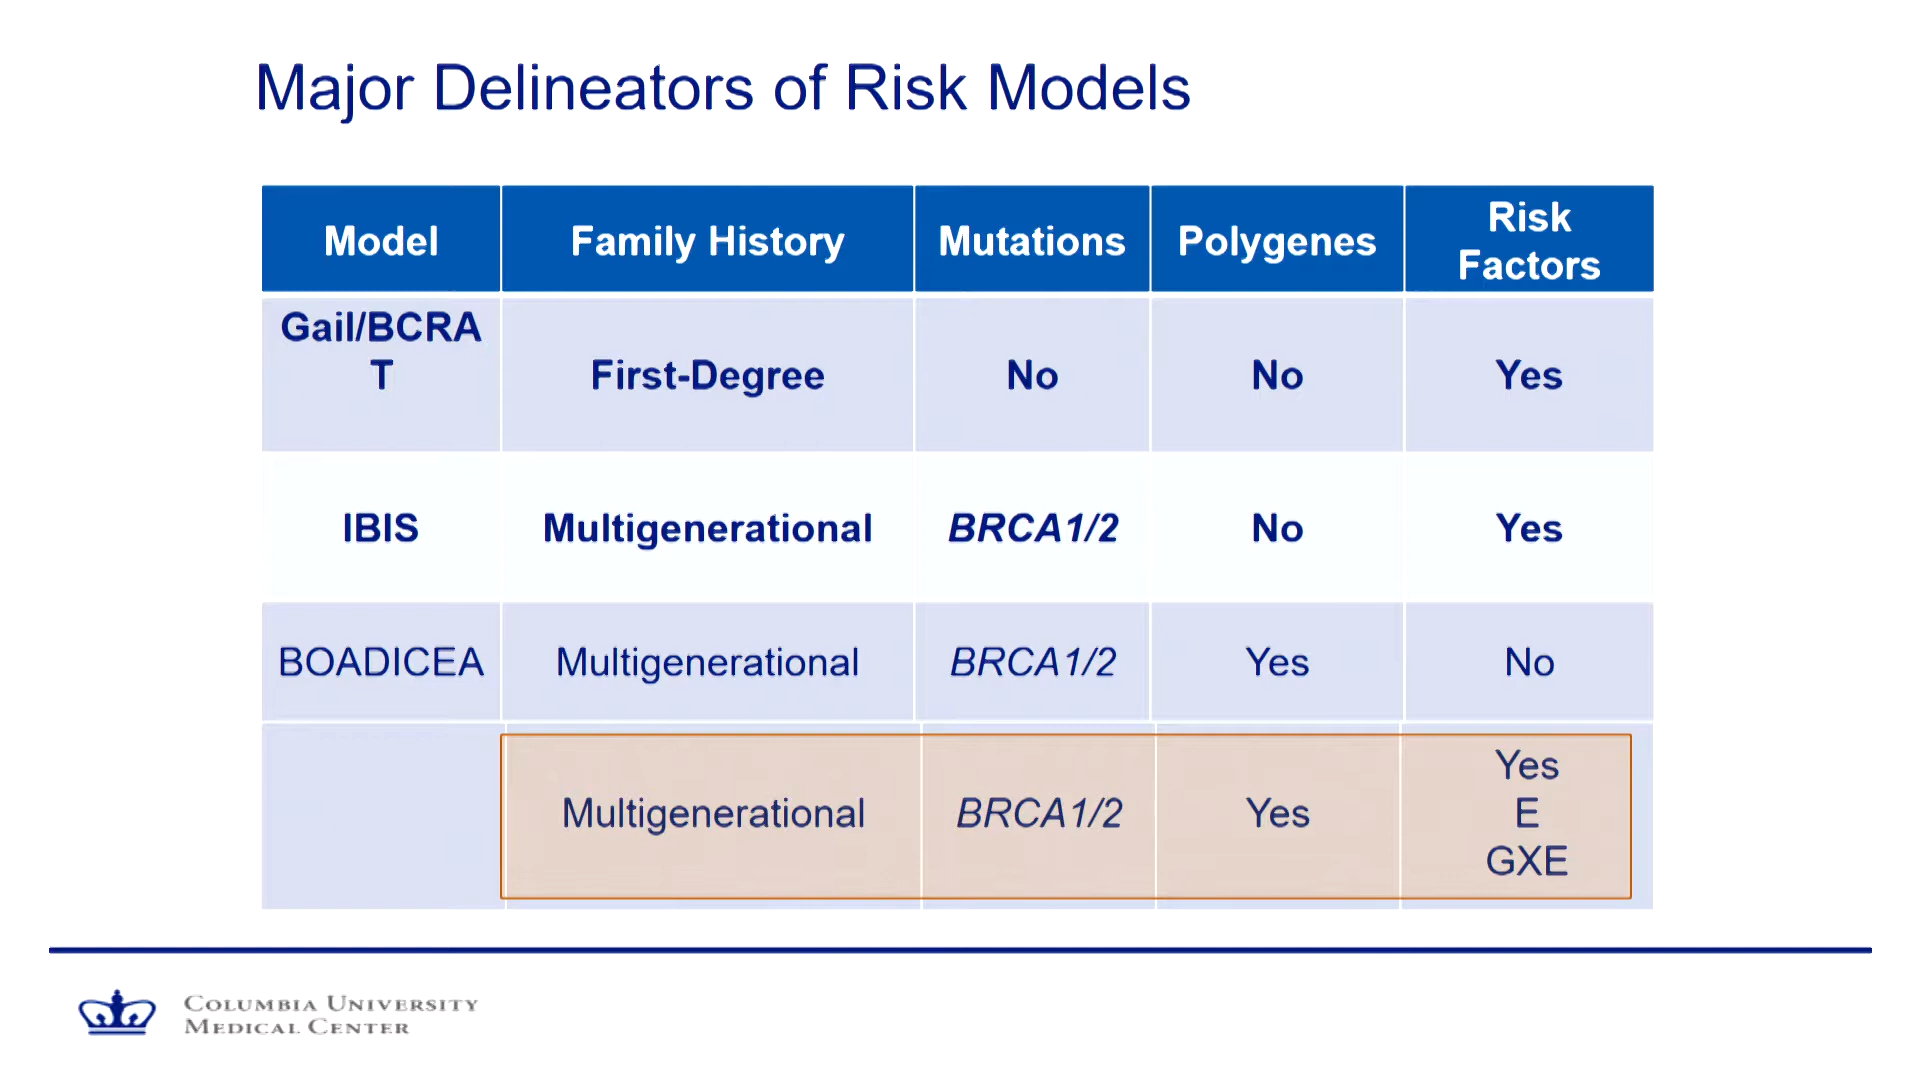 Major Delineators of Risk Models
Model Family History Mutations Polygenes Risk
Factors
Gail/BCRA
T First-Degree No No Yes
IBIS Multigenerational BRCA1/2 No Yes
BOADICEA Multigenerational BRCA1/2 Yes No
Multigenerational BRCA1/2 Yes Yes
E
GXE
COLUMBIA UNIVERSITY
MEDICAL CENTER